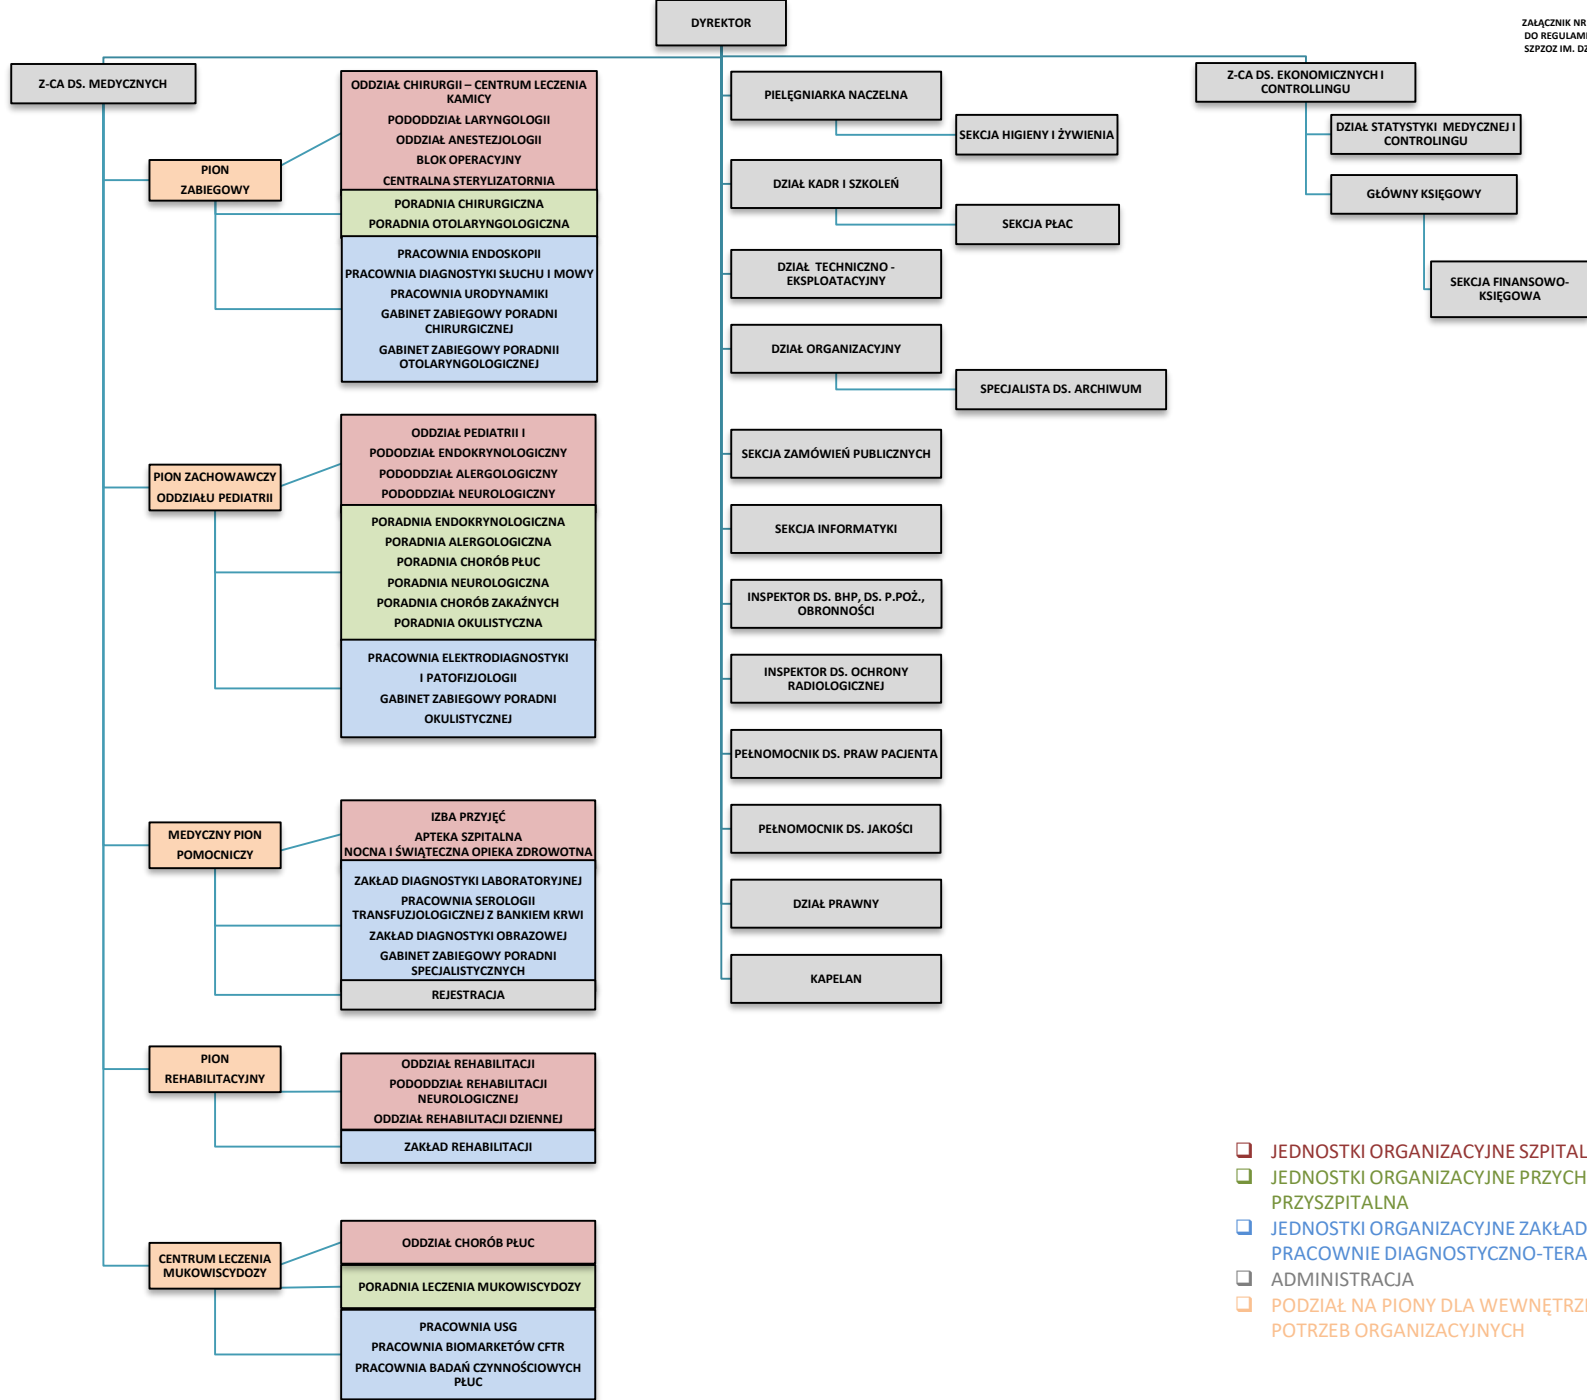 DYREKTOR
ZAŁĄCZNIK NR
DO REGULAM
SZPZOZ IM. DZ
Z-CA DS. MEDYCZNYCH
PION
ZABIEGOWY
ODDZIAŁ CHIRURGII – CENTRUM LECZENIA
KAMICY
PODODDZIAŁ LARYNGOLOGII
ODDZIAŁ ANESTEZJOLOGII
BLOK OPERACYJNY
CENTRALNA STERYLIZATORNIA
PORADNIA CHIRURGICZNA
PORADNIA OTOLARYNGOLOGICZNA
PRACOWNIA ENDOSKOPII
PRACOWNIA DIAGNOSTYKI SŁUCHU I MOWY
PRACOWNIA URODYNAMIKI
GABINET ZABIEGOWY PORADNI
CHIRURGICZNEJ
GABINET ZABIEGOWY PORADNII
OTOLARYNGOLOGICZNEJ
PION ZACHOWAWCZY
ODDZIAŁU PEDIATRII
ODDZIAŁ PEDIATRII I
PODODZIAŁ ENDOKRYNOLOGICZNY
PODODDZIAŁ ALERGOLOGICZNY
PODODDZIAŁ NEUROLOGICZNY
PORADNIA ENDOKRYNOLOGICZNA
PORADNIA ALERGOLOGICZNA
PORADNIA CHORÓB PŁUC
PORADNIA NEUROLOGICZNA
PORADNIA CHORÓB ZAKAŹNYCH
PORADNIA OKULISTYCZNA
PRACOWNIA ELEKTRODIAGNOSTYKI
I PATOFIZJOLOGII
GABINET ZABIEGOWY PORADNI
OKULISTYCZNEJ
MEDYCZNY PION
POMOCNICZY
IZBA PRZYJĘĆ
APTEKA SZPITALNA
NOCNA I ŚWIĄTECZNA OPIEKA ZDROWOTNA
ZAKŁAD DIAGNOSTYKI LABORATORYJNEJ
PRACOWNIA SEROLOGII
TRANSFUZJOLOGICZNEJ Z BANKIEM KRWI
ZAKŁAD DIAGNOSTYKI OBRAZOWEJ
GABINET ZABIEGOWY PORADNI
SPECJALISTYCZNYCH
REJESTRACJA
PION
REHABILITACYJNY
ODDZIAŁ REHABILITACJI
PODODDZIAŁ REHABILITACJI
NEUROLOGICZNEJ
ODDZIAŁ REHABILITACJI DZIENNEJ
ZAKŁAD REHABILITACJI
CENTRUM LECZENIA
MUKOWISCYDOZY
ODDZIAŁ CHORÓB PŁUC
PORADNIA LECZENIA MUKOWISCYDOZY
PRACOWNIA USG
PRACOWNIA BIOMARKETÓW CFTR
PRACOWNIA BADAŃ CZYNNOŚCIOWYCH
PŁUC
PIELĘGNIARKA NACZELNA
SEKCJA HIGIENY I ŻYWIENIA
DZIAŁ KADR I SZKOLEŃ
SEKCJA PŁAC
DZIAŁ TECHNICZNO -
EKSPLOATACYJNY
DZIAŁ ORGANIZACYJNY
SPECJALISTA DS. ARCHIWUM
SEKCJA ZAMÓWIEŃ PUBLICZNYCH
SEKCJA INFORMATYKI
INSPEKTOR DS. BHP, DS. P.POŻ.,
OBRONNOŚCI
INSPEKTOR DS. OCHRONY
RADIOLOGICZNEJ
PEŁNOMOCNIK DS. PRAW PACJENTA
PEŁNOMOCNIK DS. JAKOŚCI
DZIAŁ PRAWNY
KAPELAN
Z-CA DS. EKONOMICZNYCH I
CONTROLLINGU
DZIAŁ STATYSTYKI MEDYCZNEJ I
CONTROLINGU
GŁÓWNY KSIĘGOWY
SEKCJA FINANSOWO-
KSIĘGOWA
JEDNOSTKI ORGANIZACYJNE SZPITAL
JEDNOSTKI ORGANIZACYJNE PRZYCH
PRZYSZPITALNA
JEDNOSTKI ORGANIZACYJNE ZAKŁAD
PRACOWNIE DIAGNOSTYCZNO-TERA
ADMINISTRACJA
PODZIAŁ NA PIONY DLA WEWNĘTRZ
POTRZEB ORGANIZACYJNYCH